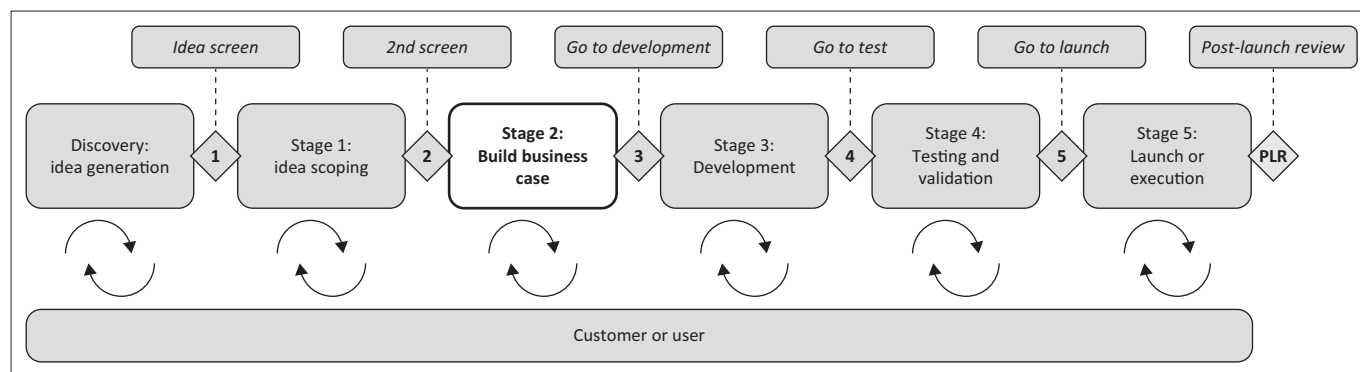 Idea screen
2nd screen
Go to development
Go to test
Go to launch
Post-launch review
Discovery:
idea generation
1
Stage 1:
idea scoping
2
Stage 2:
Build business
case
3
Stage 3:
Development
4
Stage 4:
Testing and
validation
5
Stage 5:
Launch or
execution
PLR
Customer or user